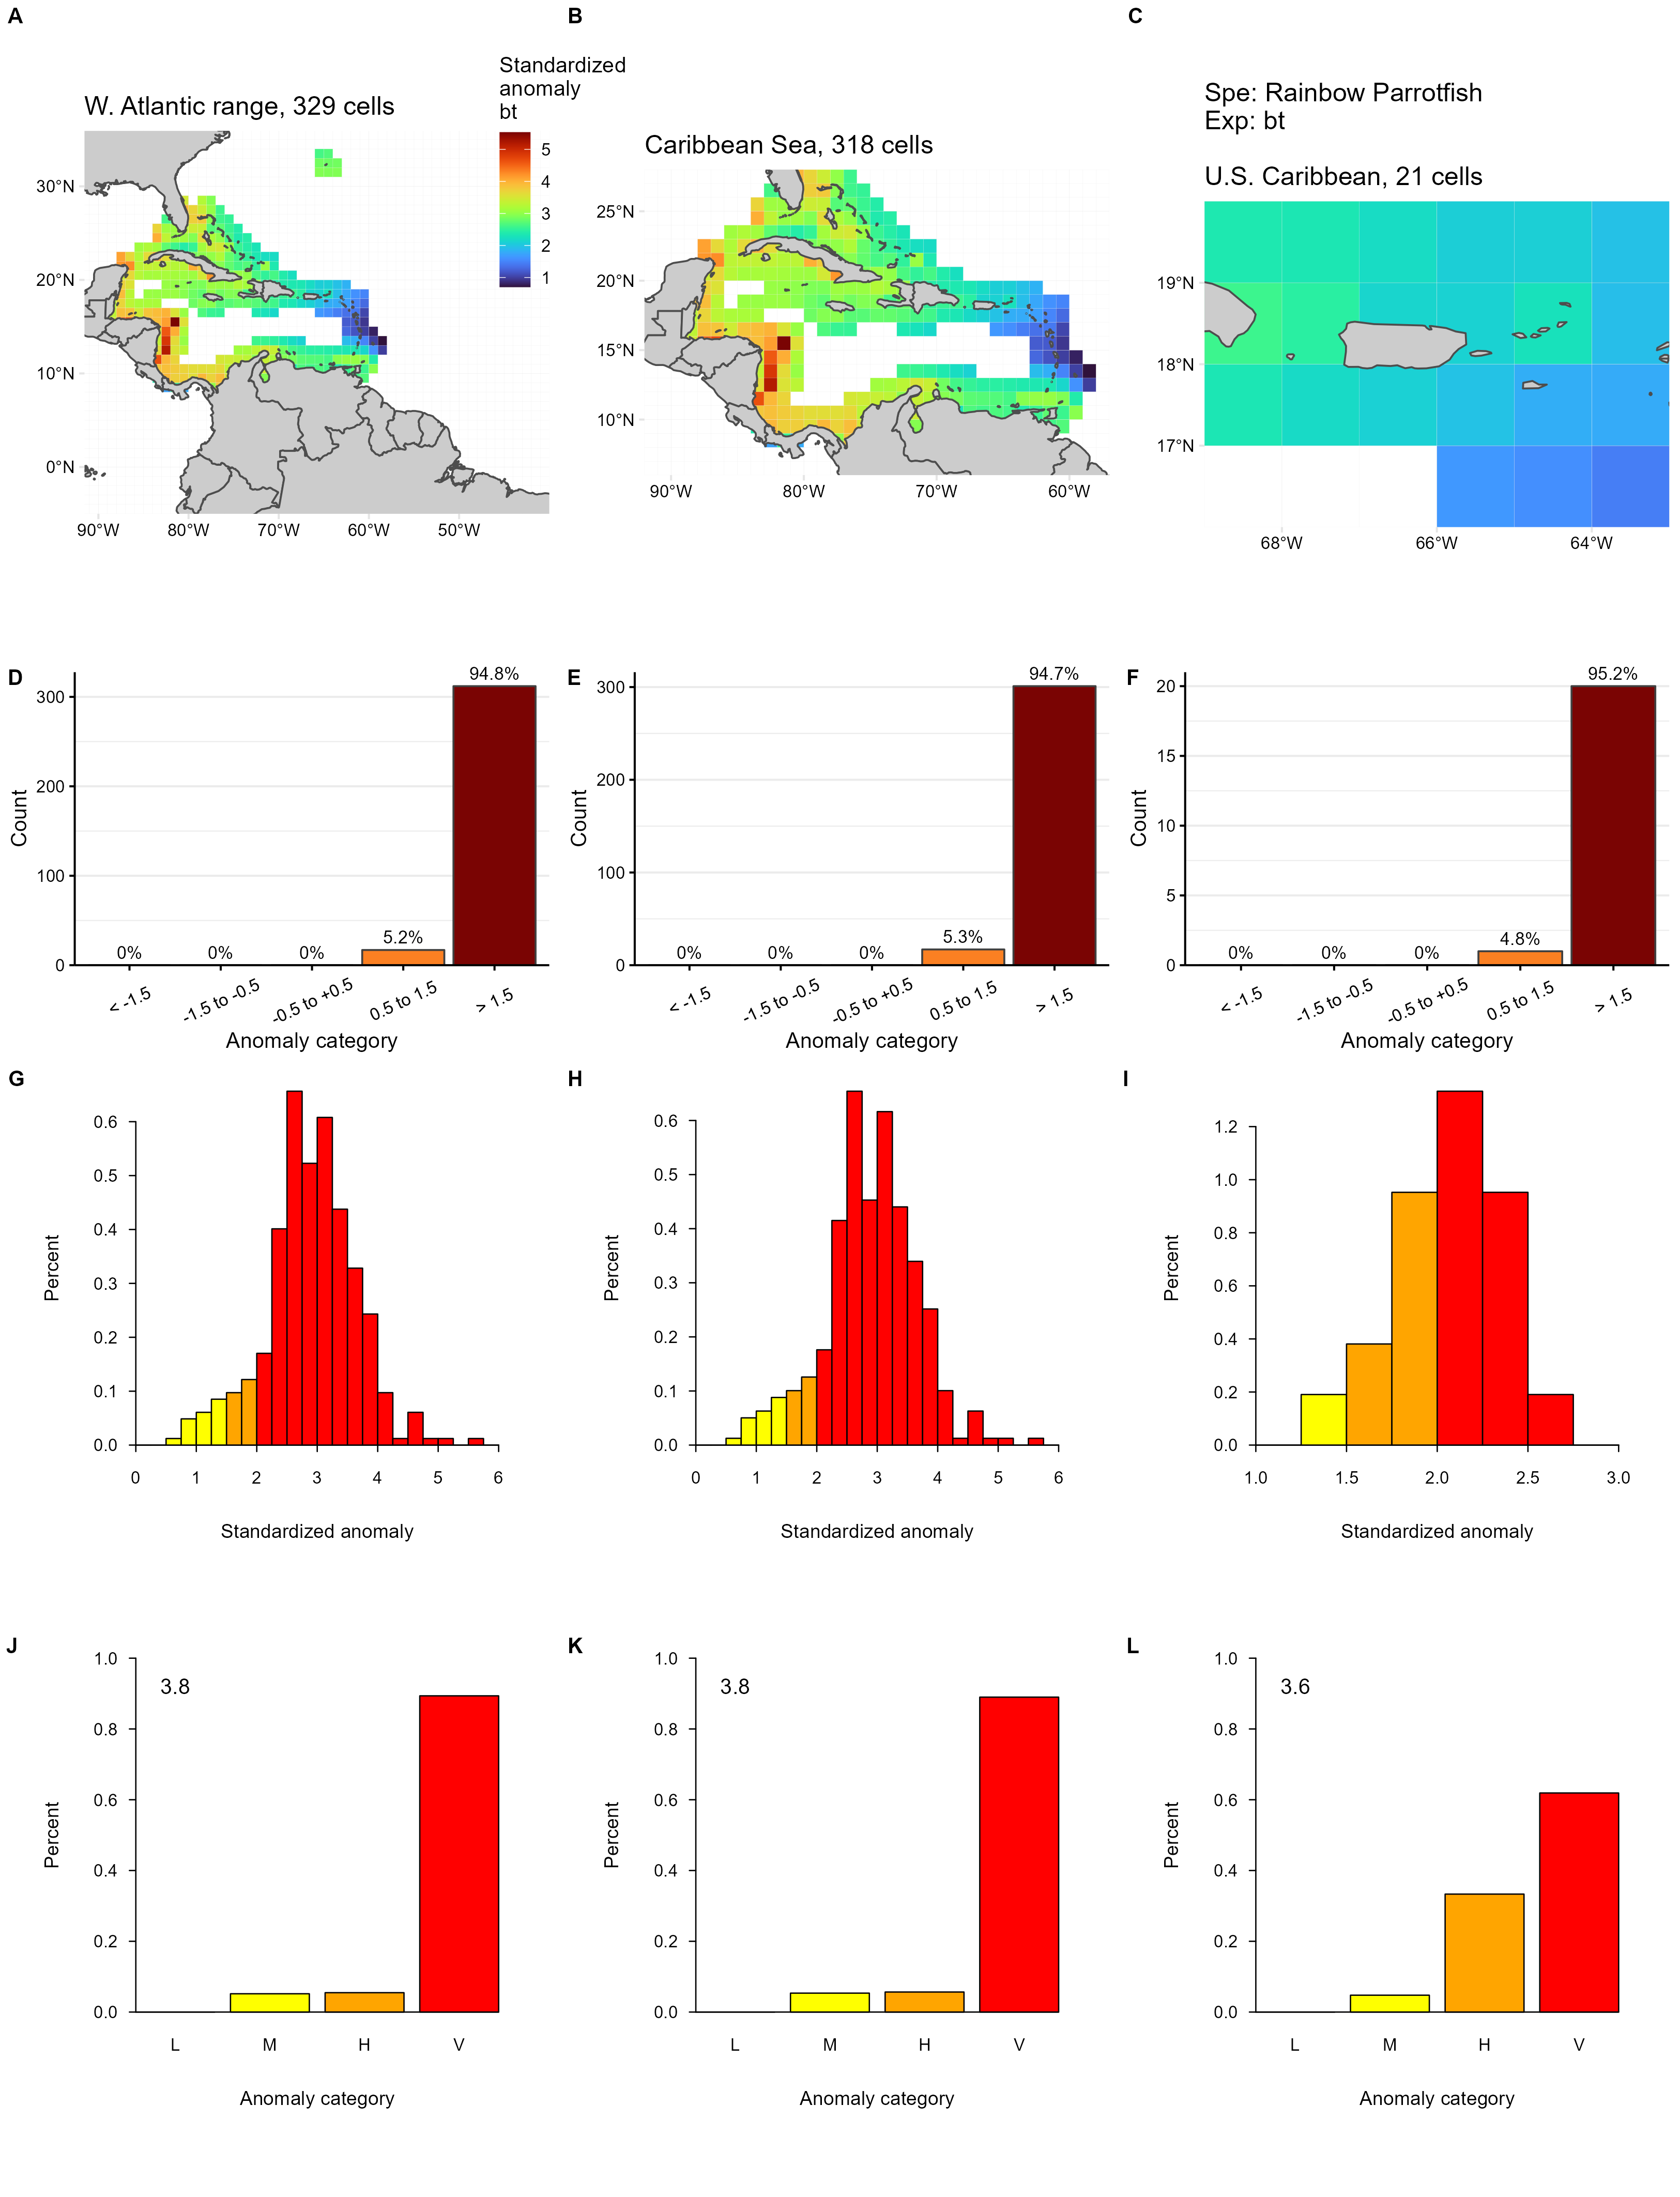 A
B
C
Standardized
anomaly
bt
W. Atlantic range, 329 cells
5
4
3
2
1
30°N
20°N
10°N
0°N
90°W 80°W 70°W 60°W 50°W
Caribbean Sea, 318 cells
25°N
20°N
15°N
10°N
90°W 80°W 70°W 60°W
Spe: Rainbow Parrotfish
Exp: bt
U.S. Caribbean, 21 cells
19°N
18°N
17°N
68°W 66°W 64°W
D
94.8%
300
200
100
0
Count
0% 0% 0% 5.2%
< -1.5 -1.5 to -0.5 -0.5 to +0.5 0.5 to 1.5 > 1.5
Anomaly category
E
94.7%
300
200
100
0
Count
0% 0% 0% 5.3%
< -1.5 -1.5 to -0.5 -0.5 to +0.5 0.5 to 1.5 > 1.5
Anomaly category
F
95.2%
20
15
10
5
0
Count
0% 0% 0% 4.8%
< -1.5 -1.5 to -0.5 -0.5 to +0.5 0.5 to 1.5 > 1.5
Anomaly category
G
0.6
0.5
0.4
0.3
0.2
0.1
0.0
Percent
0 1 2 3 4 5 6
Standardized anomaly
H
0.6
0.5
0.4
0.3
0.2
0.1
0.0
Percent
0 1 2 3 4 5 6
Standardized anomaly
I
1.2
1.0
0.8
0.6
0.4
0.2
0.0
Percent
1.0 1.5 2.0 2.5 3.0
Standardized anomaly
J
1.0
0.8
0.6
0.4
0.2
0.0
3.8
Percent
L M H V
Anomaly category
K
1.0
0.8
0.6
0.4
0.2
0.0
3.8
Percent
L M H V
Anomaly category
L
1.0
0.8
0.6
0.4
0.2
0.0
3.6
Percent
L M H V
Anomaly category